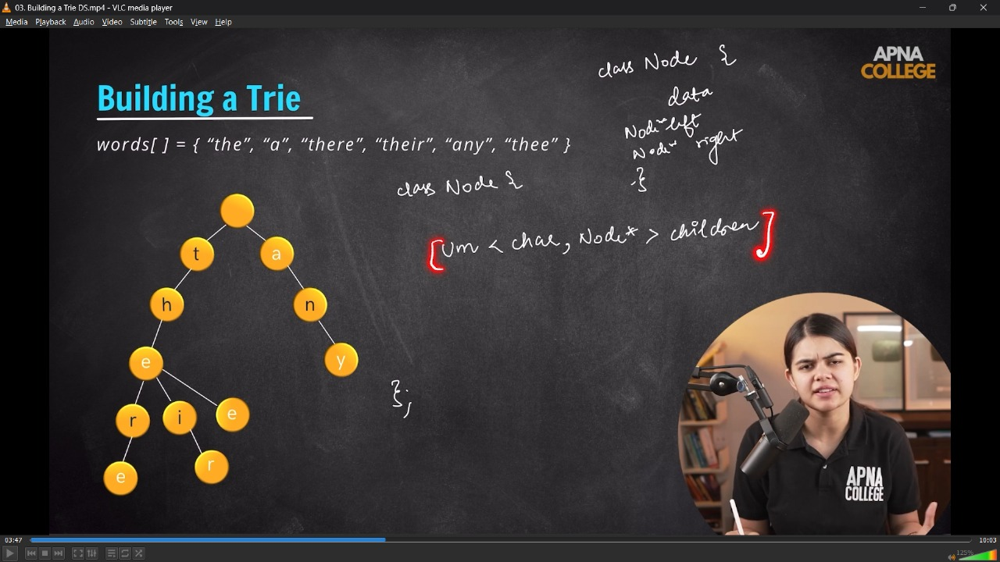 03. Building a Trie DS.mp4 - VLC media player
Media Playback Audio Video Subtitle Tools View Help
APNA
COLLEGE
class Node {
data
Node* left
Node* right
}
Building a Trie
words[ ] = { “the”, “a”, “there”, “their”, “any”, “thee” }
class Node {
[um < char, Node* > children]
};
t a
h n
e y
r i e
e r
APNA
COLLEGE
03:47 10:03
125%